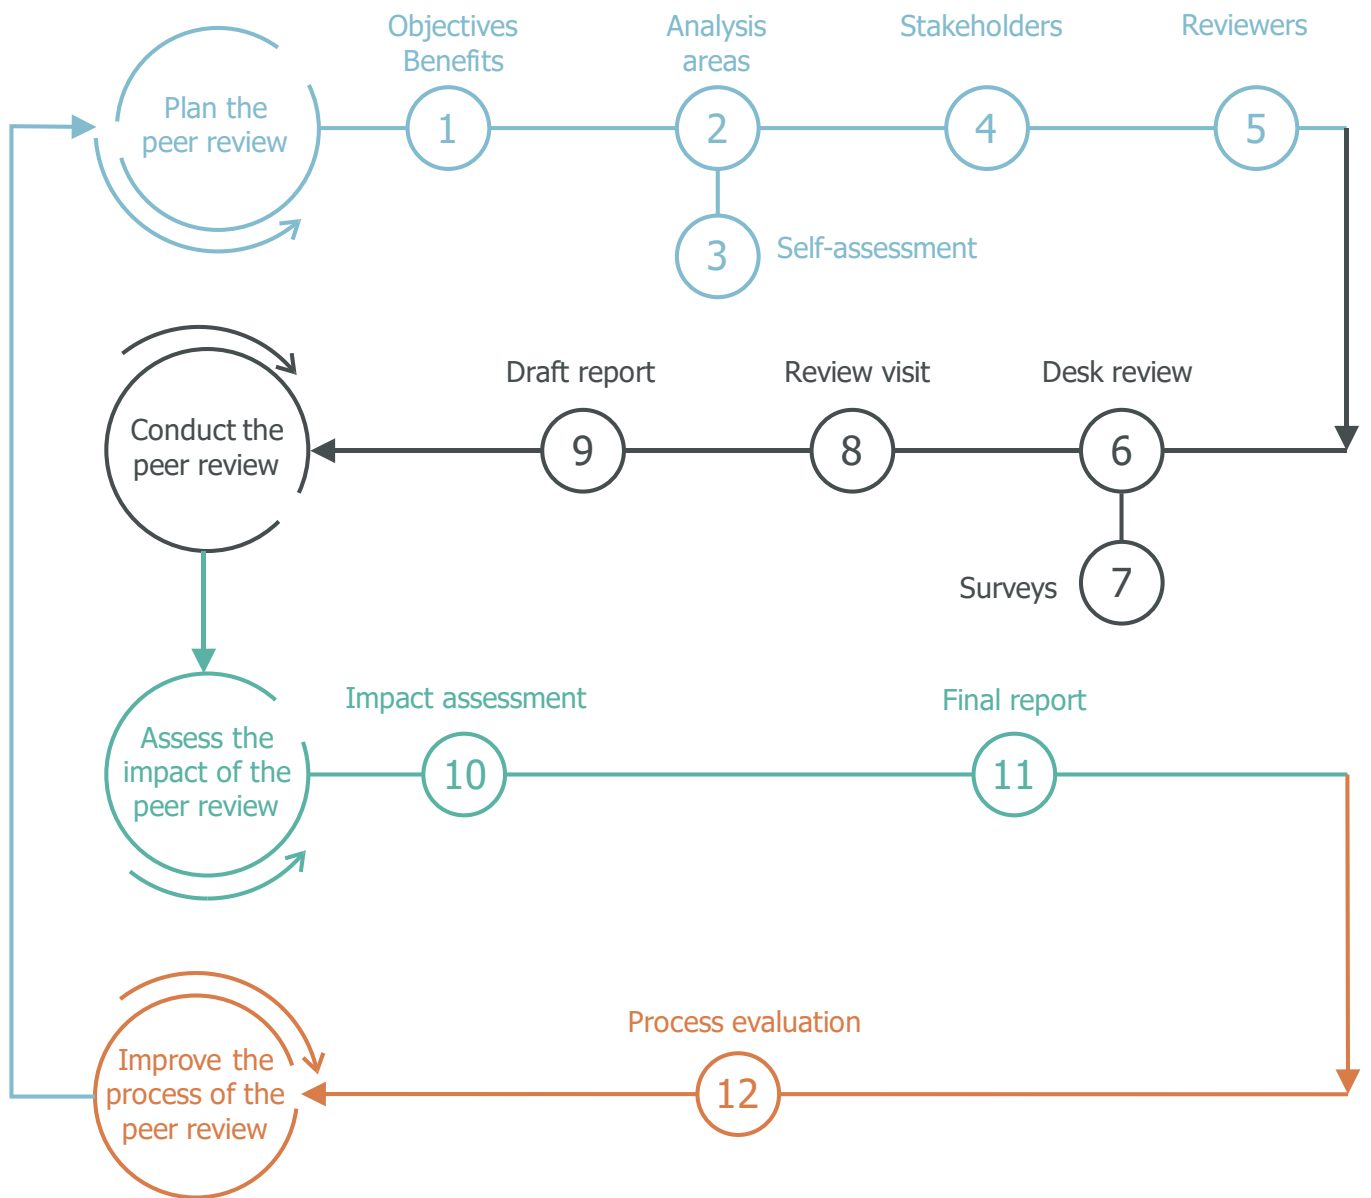 Objectives
Benefits
Analysis
areas
Stakeholders
Reviewers
Plan the
peer review
1
2
4
5
3
Self-assessment
Draft report
Review visit
Desk review
Conduct the
peer review
9
8
6
Surveys
7
Impact assessment
Final report
Assess the
impact of the
peer review
10
11
Process evaluation
Improve the
process of the
peer review
12